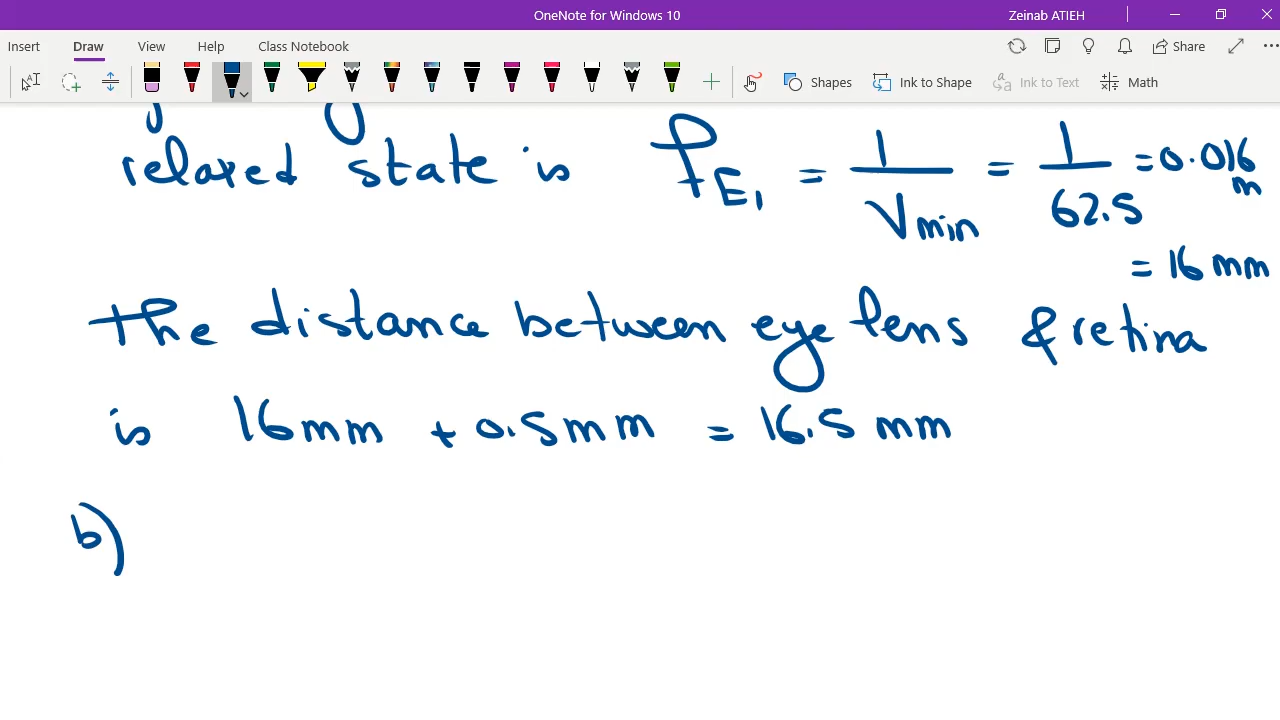 OneNote for Windows 10
Zeinab ATIEH
Insert Draw View Help Class Notebook Share
Shapes Ink to Shape Ink to Text Math
relaxed state is f_E1 = 1/V_min = 1/62.5 = 0.016 m
= 16 mm
The distance between eye lens & retina
is 16mm + 0.5mm = 16.5 mm
b)